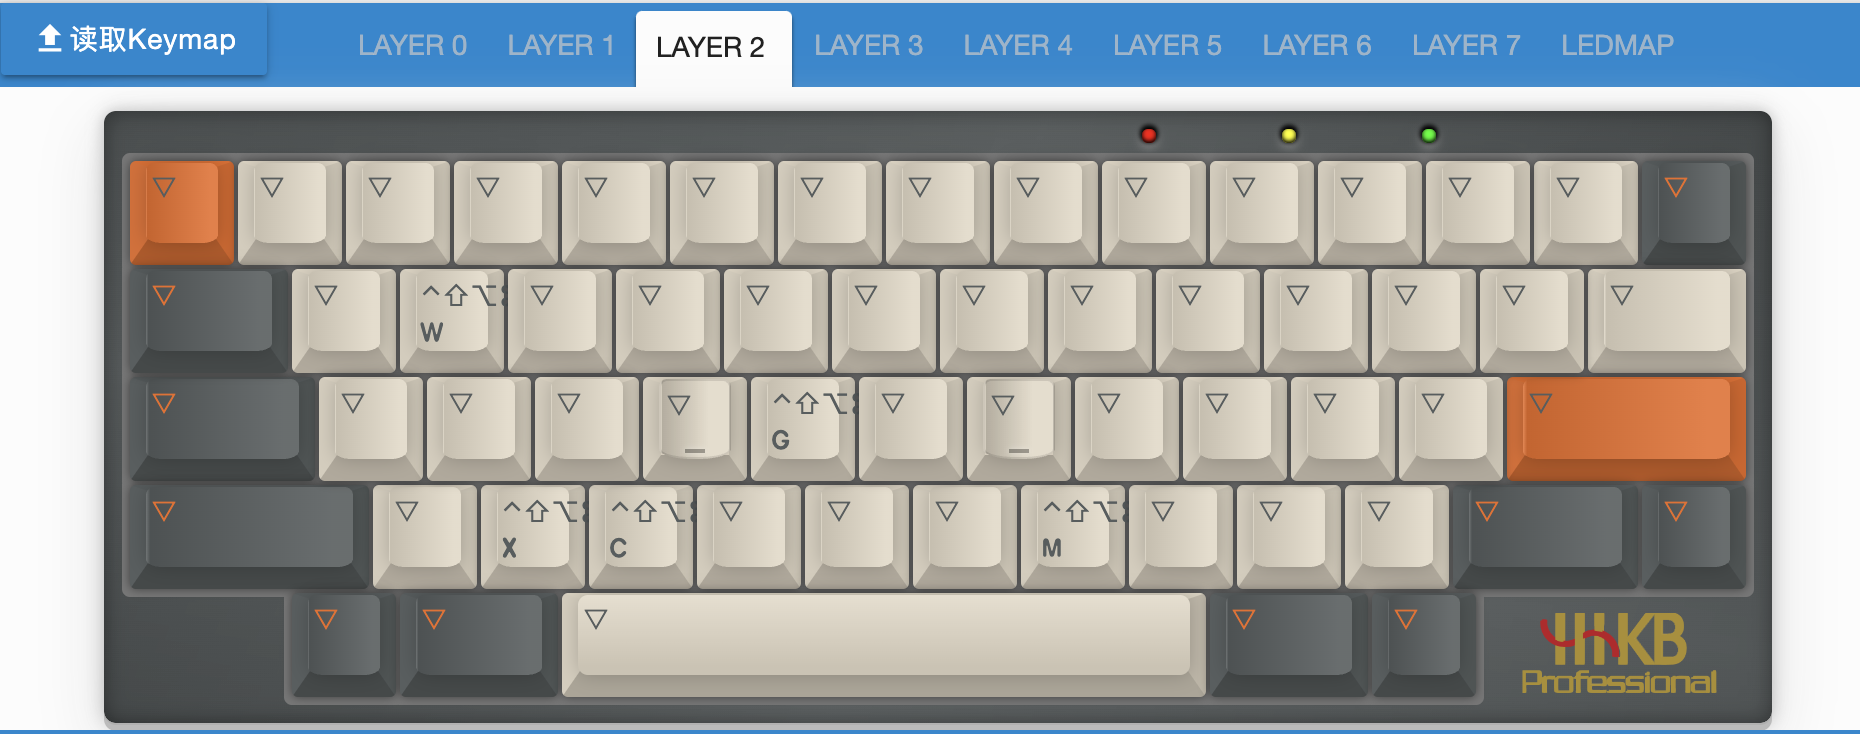 读取Keymap
LAYER 0
LAYER 1
LAYER 2
LAYER 3
LAYER 4
LAYER 5
LAYER 6
LAYER 7
LEDMAP
▽ ▽ ▽ ▽ ▽ ▽ ▽ ▽ ▽ ▽ ▽ ▽ ▽ ▽ ▽
▽ ▽ ⌃⇧⌥ ▽ ▽ ▽ ▽ ▽ ▽ ▽ ▽ ▽ ▽ ▽
W
▽ ▽ ▽ ▽ ▽ ⌃⇧⌥ ▽ ▽ ▽ ▽ ▽ ▽ ▽
G
▽ ▽ ⌃⇧⌥ ⌃⇧⌥ ▽ ▽ ▽ ⌃⇧⌥ ▽ ▽ ▽ ▽ ▽
X C M
▽ ▽ ▽ ▽ ▽
HHKB
Professional